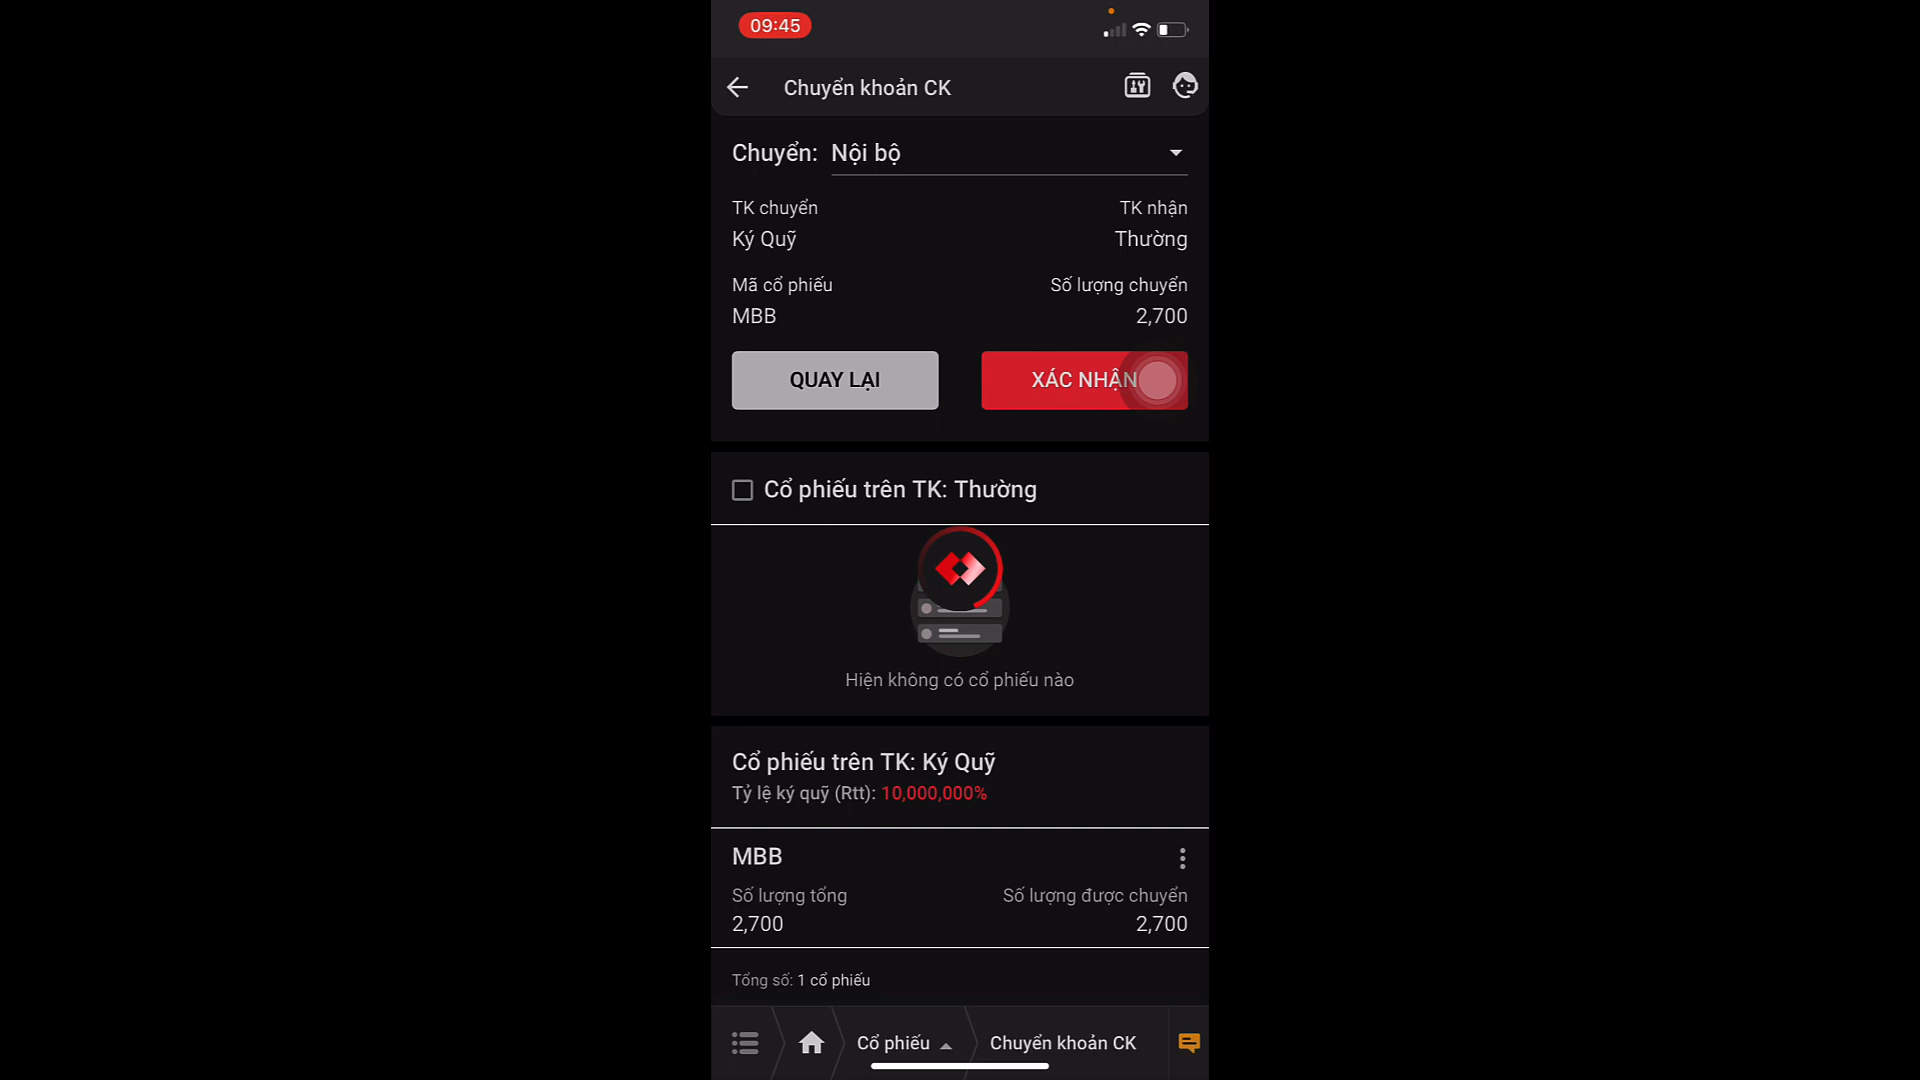 09:45
Chuyển khoản CK
Chuyển: Nội bộ
TK chuyển TK nhận
Ký Quỹ Thường
Mã cổ phiếu Số lượng chuyển
MBB 2,700
QUAY LẠI XÁC NHẬN
Cổ phiếu trên TK: Thường
Hiện không có cổ phiếu nào
Cổ phiếu trên TK: Ký Quỹ
Tỷ lệ ký quỹ (Rtt): 10,000,000%
MBB
Số lượng tổng Số lượng được chuyển
2,700 2,700
Tổng số: 1 cổ phiếu
Cổ phiếu Chuyển khoản CK